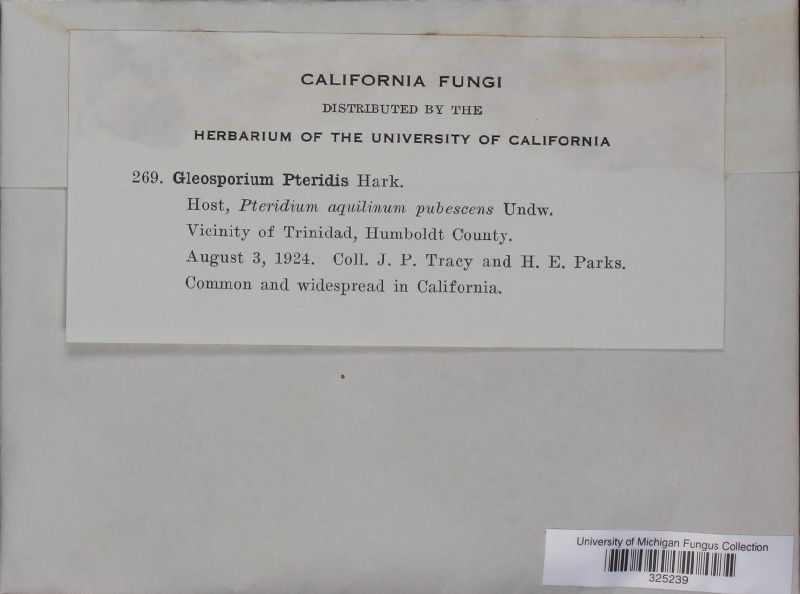 CALIFORNIA FUNGI
DISTRIBUTED BY THE
HERBARIUM OF THE UNIVERSITY OF CALIFORNIA
269. Gleosporium Pteridis Hark.
Host, Pteridium aquilinum pubescens Undw.
Vicinity of Trinidad, Humboldt County.
August 3, 1924. Coll. J. P. Tracy and H. E. Parks.
Common and widespread in California.
University of Michigan Fungus Collection
325239